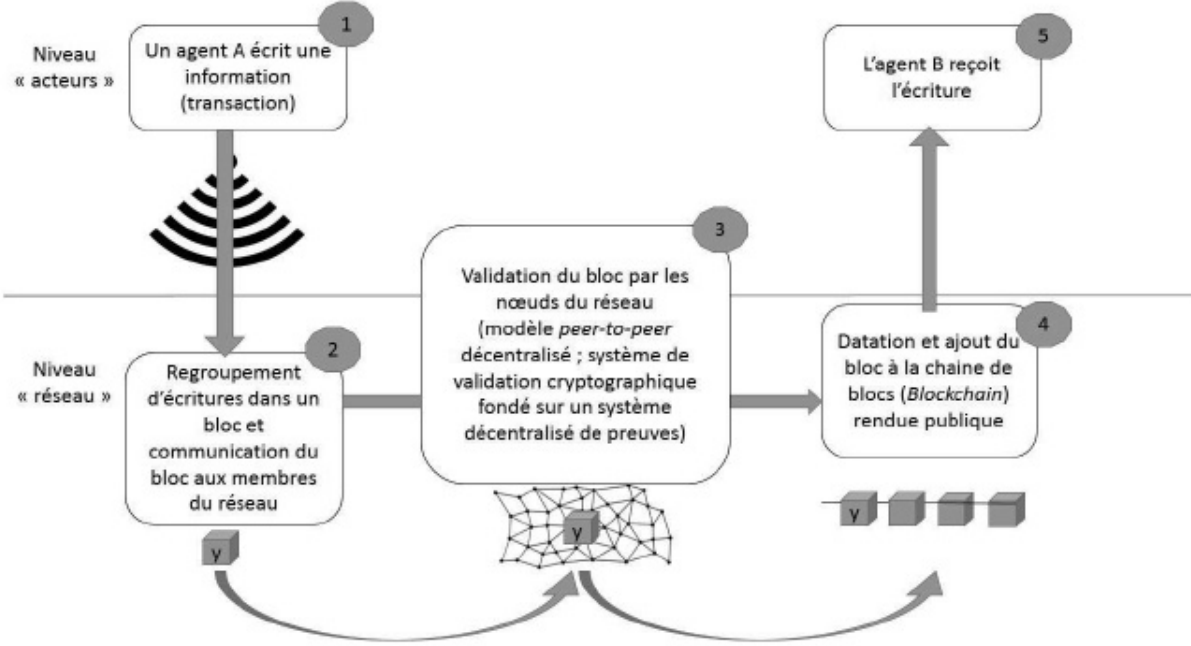 Niveau
« acteurs »
1
Un agent A écrit une
information
(transaction)
5
L'agent B reçoit
l'écriture
3
Validation du bloc par les
nœuds du réseau
(modèle peer-to-peer
décentralisé ; système de
validation cryptographique
fondé sur un système
décentralisé de preuves)
Niveau
« réseau »
2
Regroupement
d'écritures dans un
bloc et
communication du
bloc aux membres
du réseau
4
Datation et ajout du
bloc à la chaine de
blocs (Blockchain)
rendue publique
y
y
y